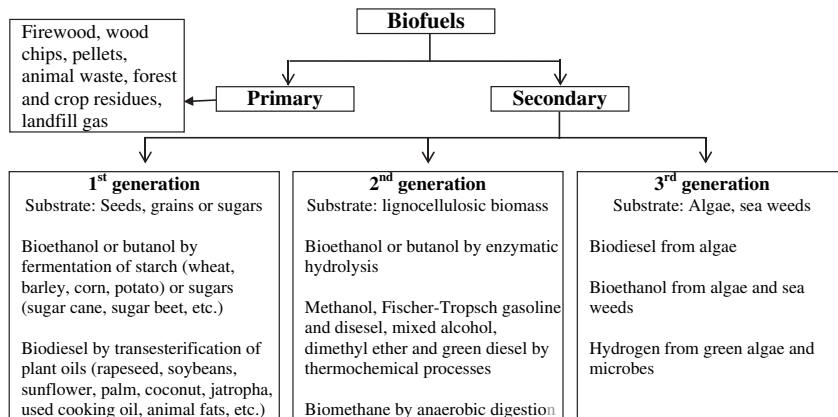 Biofuels
Firewood, wood
chips, pellets,
animal waste, forest
and crop residues,
landfill gas
Primary
Secondary
1st generation
Substrate: Seeds, grains or sugars
Bioethanol or butanol by
fermentation of starch (wheat,
barley, corn, potato) or sugars
(sugar cane, sugar beet, etc.)
Biodiesel by transesterification of
plant oils (rapeseed, soybeans,
sunflower, palm, coconut, jatropha,
used cooking oil, animal fats, etc.)
2nd generation
Substrate: lignocellulosic biomass
Bioethanol or butanol by enzymatic
hydrolysis
Methanol, Fischer-Tropsch gasoline
and disesel, mixed alcohol,
dimethyl ether and green diesel by
thermochemical processes
Biomethane by anaerobic digestion
3rd generation
Substrate: Algae, sea weeds
Biodiesel from algae
Bioethanol from algae and sea
weeds
Hydrogen from green algae and
microbes